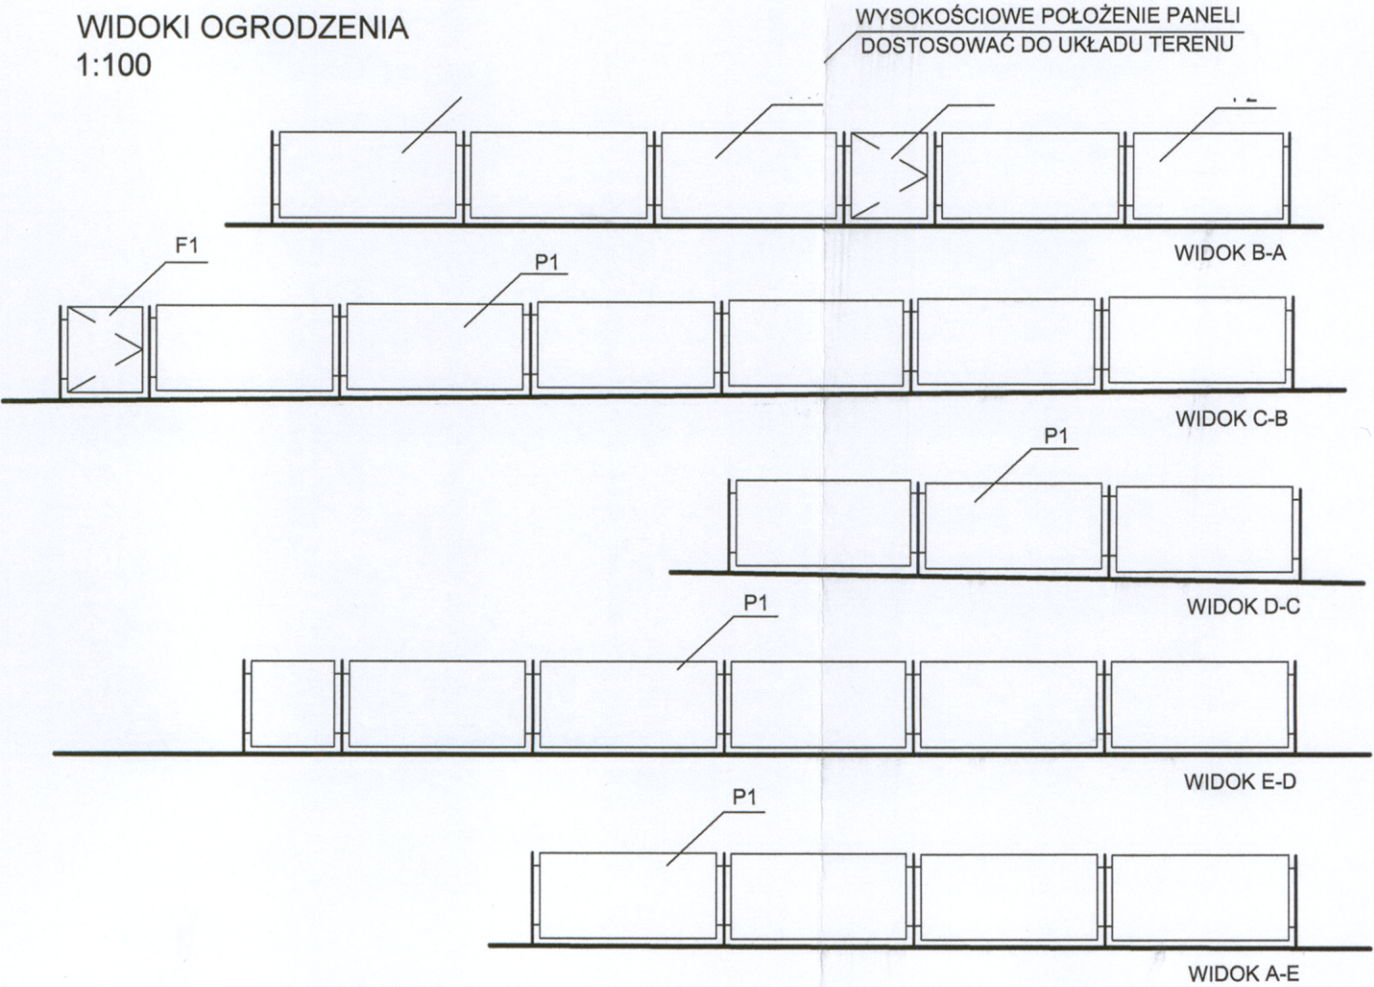 WIDOKI OGRODZENIA
1:100
WYSOKOŚCIOWE POŁOŻENIE PANELI
DOSTOSOWAĆ DO UKŁADU TERENU
WIDOK B-A
F1
P1
WIDOK C-B
P1
WIDOK D-C
P1
WIDOK E-D
P1
WIDOK A-E